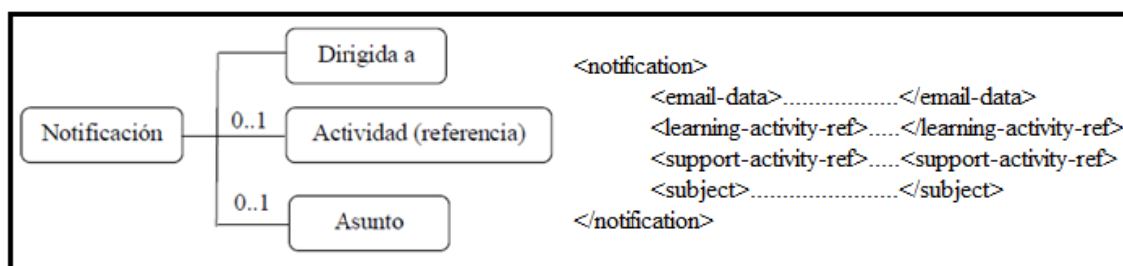 Dirigida a
Notificación
0..1
Actividad (referencia)
0..1
Asunto
<notification>
<email-data>..................</email-data>
<learning-activity-ref>.....</learning-activity-ref>
<support-activity-ref>.....<support-activity-ref>
<subject>.......................</subject>
</notification>